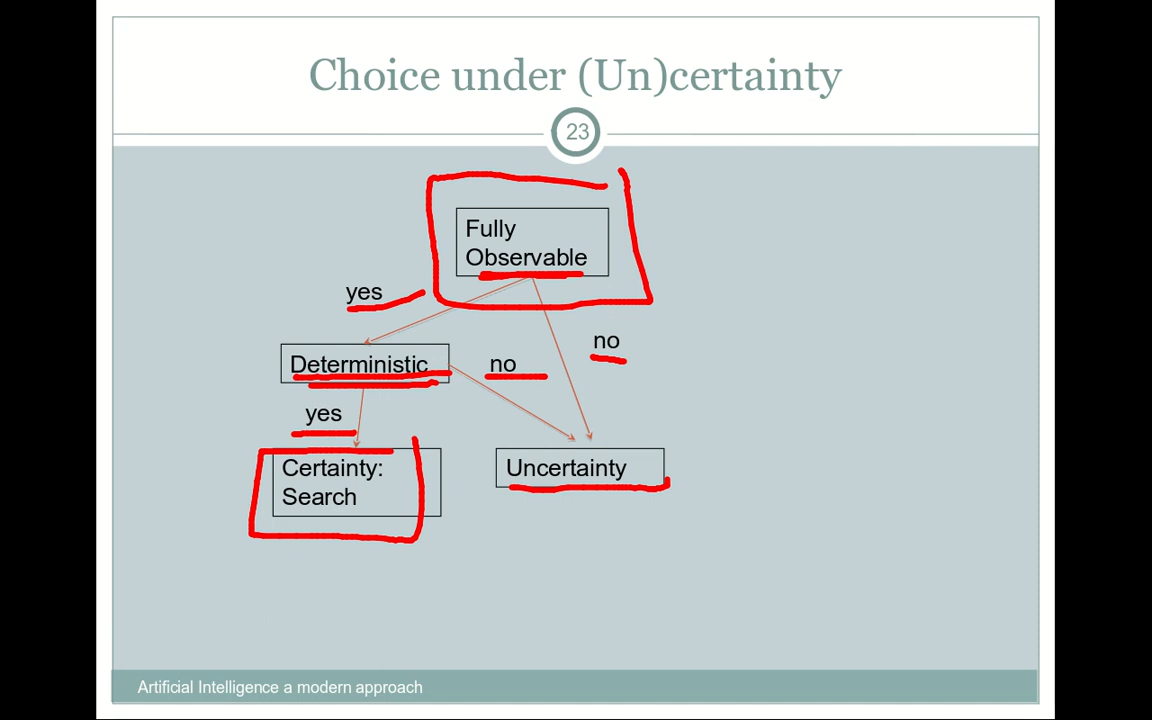 Choice under (Un)certainty
23
Fully
Observable
yes
no
Deterministic
no
yes
Certainty:
Search
Uncertainty
Artificial Intelligence a modern approach